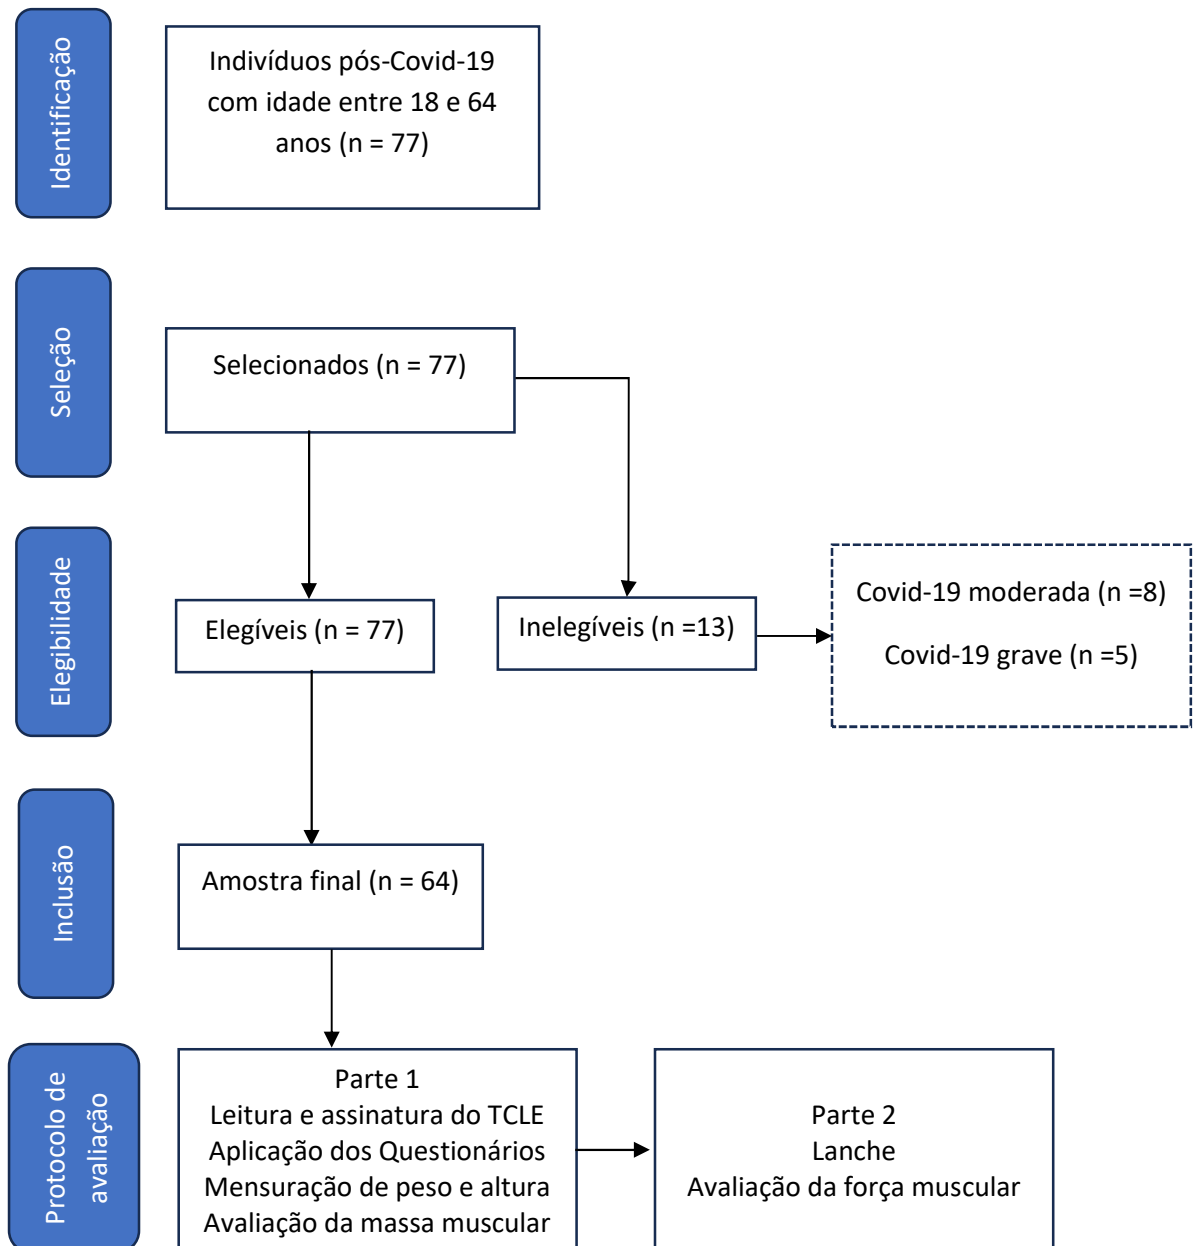 Identificação
Indivíduos pós-Covid-19
com idade entre 18 e 64
anos (n = 77)
Seleção
Selecionados (n = 77)
Elegibilidade
Elegíveis (n = 77)
Inelegíveis (n =13)
Covid-19 moderada (n =8)
Covid-19 grave (n =5)
Inclusão
Amostra final (n = 64)
Protocolo de
avaliação
Parte 1
Leitura e assinatura do TCLE
Aplicação dos Questionários
Mensuração de peso e altura
Avaliação da massa muscular
Parte 2
Lanche
Avaliação da força muscular